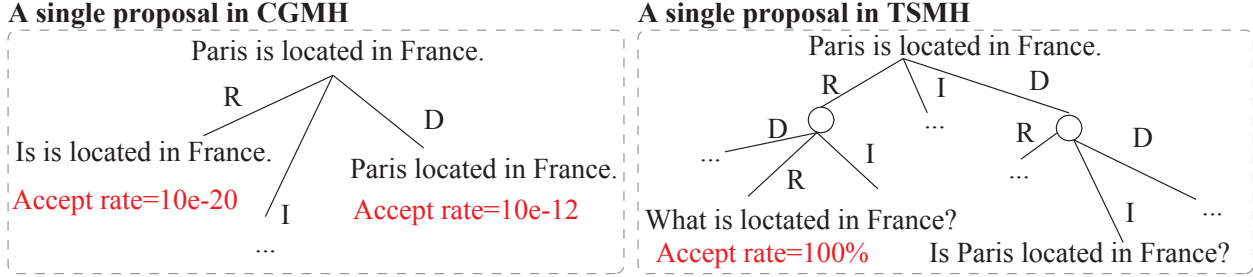 A single proposal in CGMH
Paris is located in France.
R
D
Is is located in France.
Accept rate=10e-20
Paris located in France.
Accept rate=10e-12
I
...
A single proposal in TSMH
Paris is located in France.
R
I
D
...
D
R
I
...
R
D
I
...
...
What is loctated in France?
Accept rate=100%
Is Paris located in France?